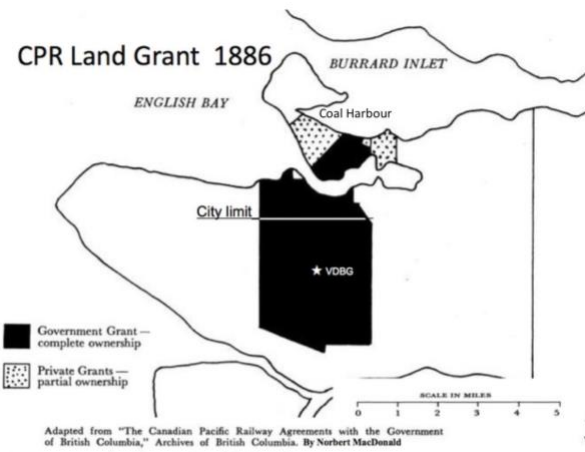 CPR Land Grant 1886
BURRARD INLET
ENGLISH BAY
Coal Harbour
City limit
VDBG
Government Grant—
complete ownership
Private Grants—
partial ownership
SCALE IN MILES
0 1 2 3 4 5
Adapted from "The Canadian Pacific Railway Agreements with the Government
of British Columbia," Archives of British Columbia. By Norbert MacDonald